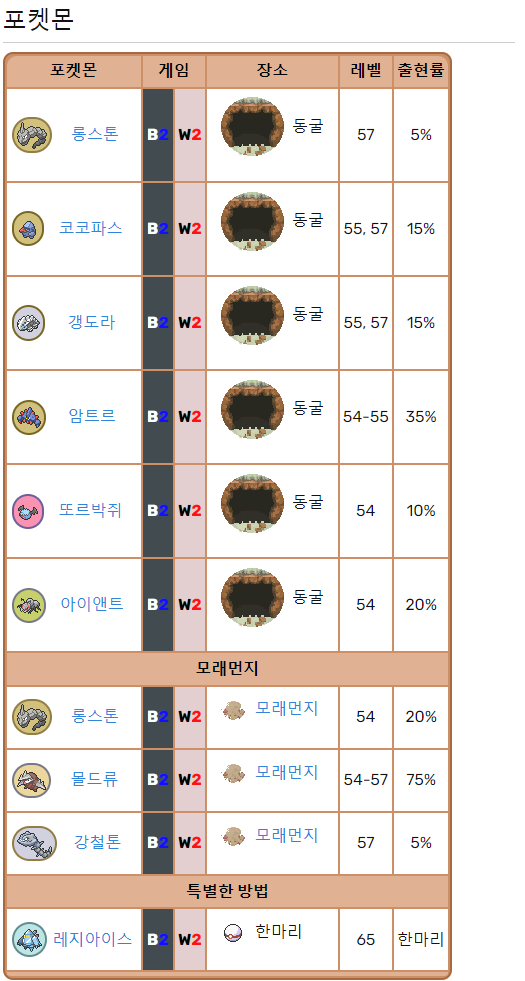 포켓몬
포켓몬 게임 장소 레벨 출현률
롱스톤 B2 W2 동굴 57 5%
코코파스 B2 W2 동굴 55, 57 15%
갱도라 B2 W2 동굴 55, 57 15%
암트르 B2 W2 동굴 54-55 35%
또르박쥐 B2 W2 동굴 54 10%
아이앤트 B2 W2 동굴 54 20%
모래먼지
롱스톤 B2 W2 모래먼지 54 20%
몰드류 B2 W2 모래먼지 54-57 75%
강철톤 B2 W2 모래먼지 57 5%
특별한 방법
레지아이스 B2 W2 한마리 65 한마리